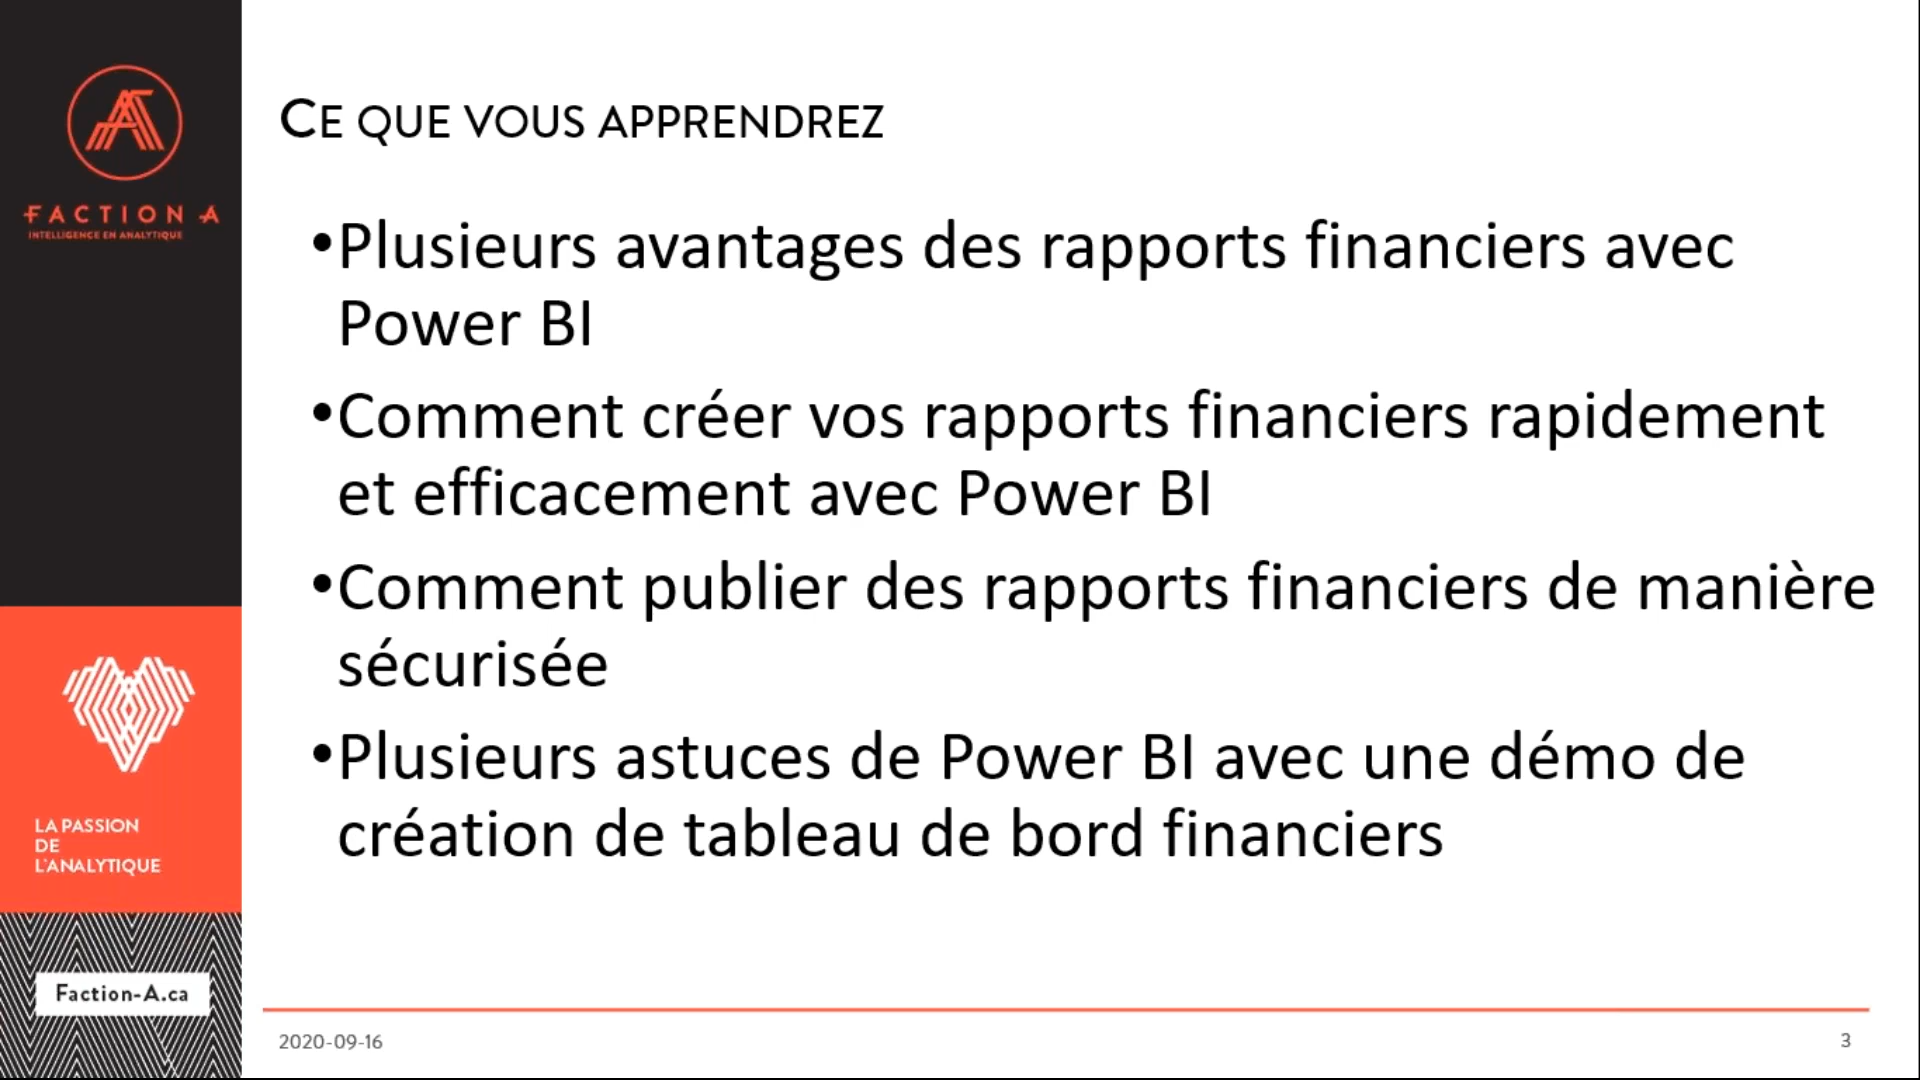 FACTION A
INTELLIGENCE EN ANALYTIQUE
CE QUE VOUS APPRENDREZ
•Plusieurs avantages des rapports financiers avec
Power BI
•Comment créer vos rapports financiers rapidement
et efficacement avec Power BI
•Comment publier des rapports financiers de manière
sécurisée
•Plusieurs astuces de Power BI avec une démo de
création de tableau de bord financiers
LA PASSION
DE
L'ANALYTIQUE
Faction-A.ca
2020-09-16
3